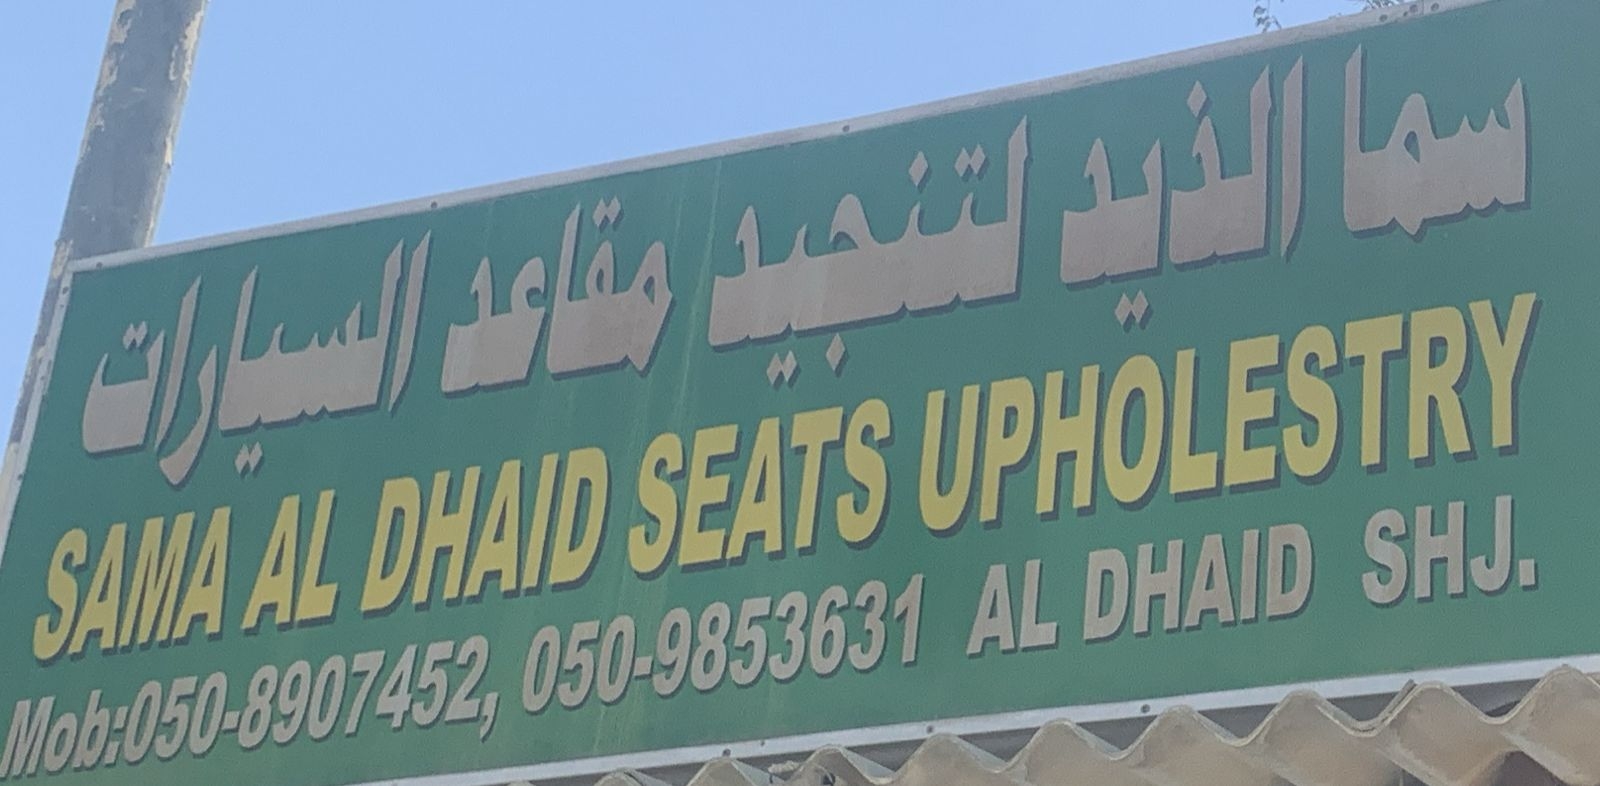 سما الذيد لتنجيد مقاعد السيارات
SAMA AL DHAID SEATS UPHOLESTRY
Mob:050-8907452, 050-9853631 AL DHAID SHJ.